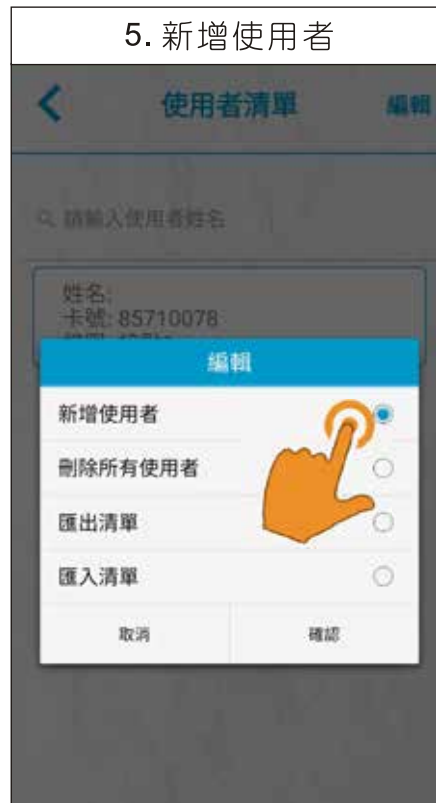 5. 新增使用者
使用者清單
編輯
請輸入使用者姓名
姓名:
卡號: 85710078
編輯
新增使用者
刪除所有使用者
匯出清單
匯入清單
取消
確認